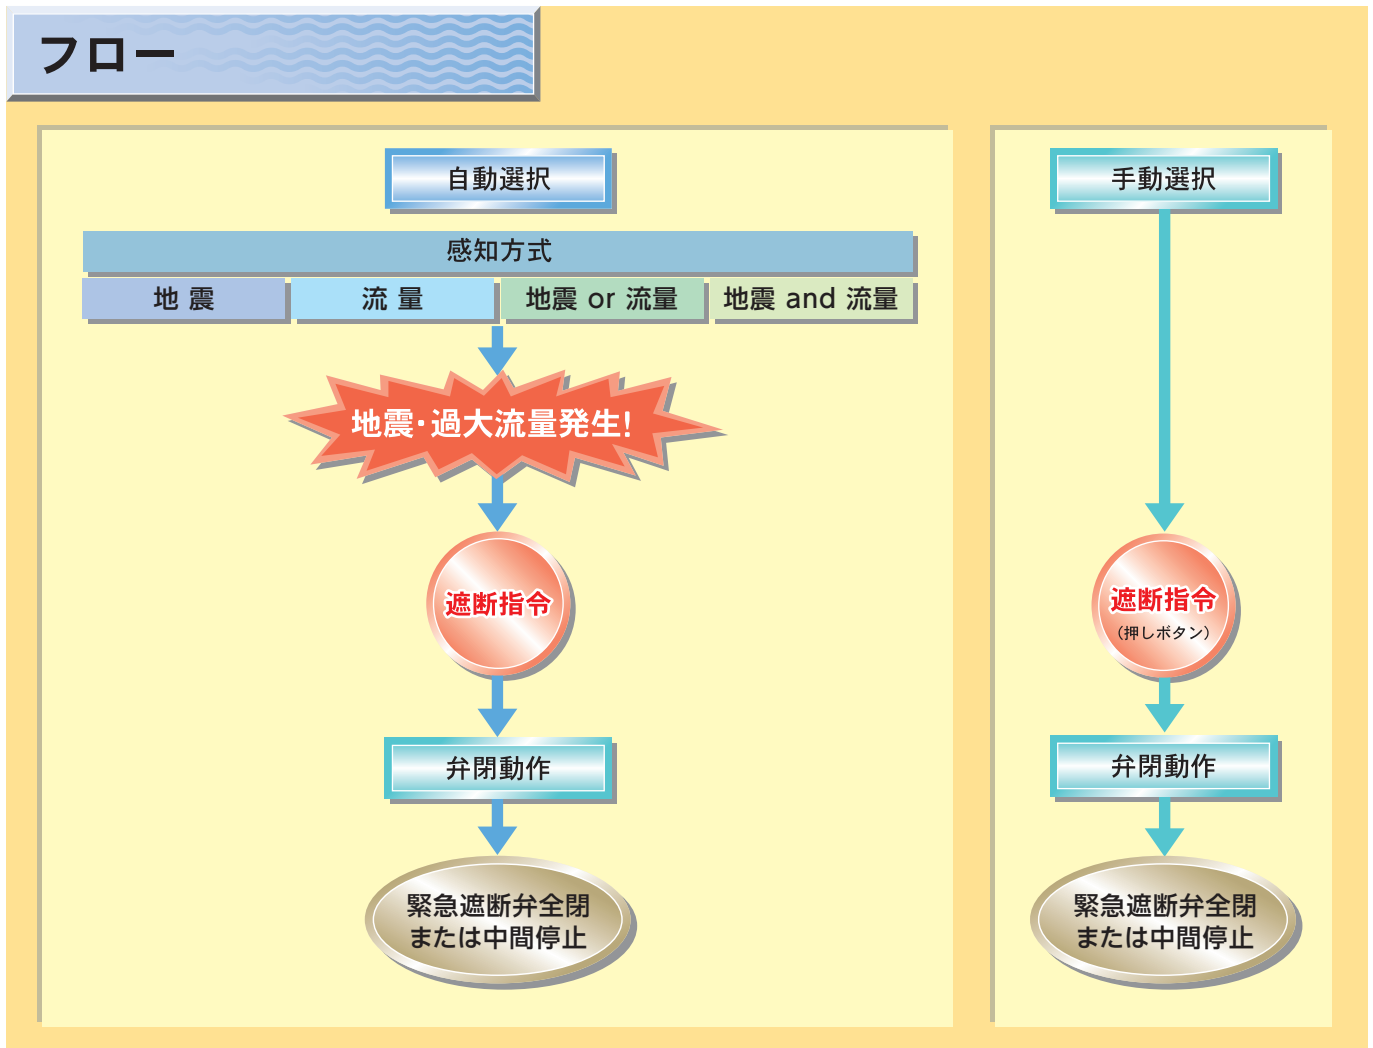 フロー
自動選択
感知方式
地 震
流 量
地震 or 流量
地震 and 流量
地震・過大流量発生!
遮断指令
弁閉動作
緊急遮断弁全閉
または中間停止
手動選択
遮断指令
（押しボタン）
弁閉動作
緊急遮断弁全閉
または中間停止